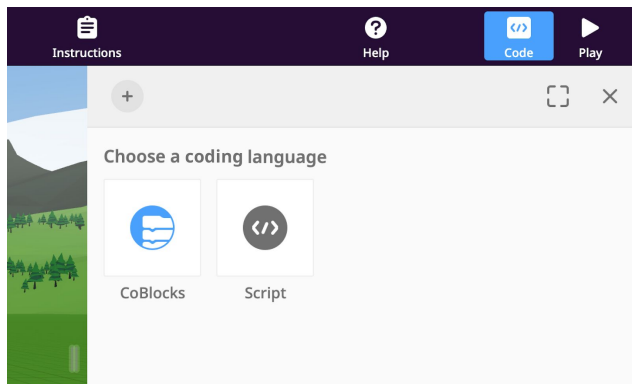 Instructions
Help
Code
Play
Choose a coding language
CoBlocks
Script